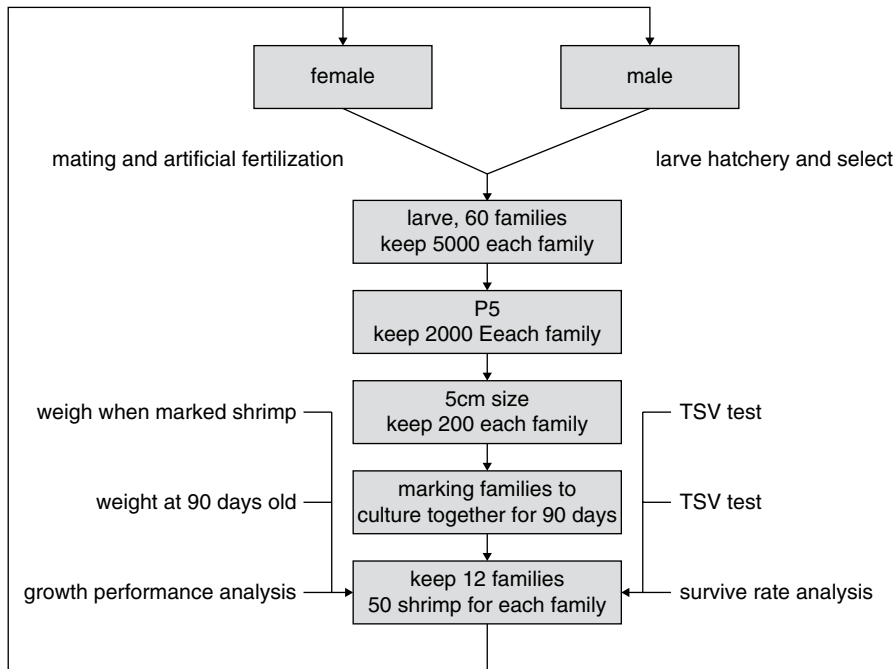 female
male
mating and artificial fertilization
larve hatchery and select
larve, 60 families
keep 5000 each family
P5
keep 2000 Eeach family
5cm size
keep 200 each family
weigh when marked shrimp
TSV test
marking families to
culture together for 90 days
weight at 90 days old
TSV test
keep 12 families
50 shrimp for each family
growth performance analysis
survive rate analysis